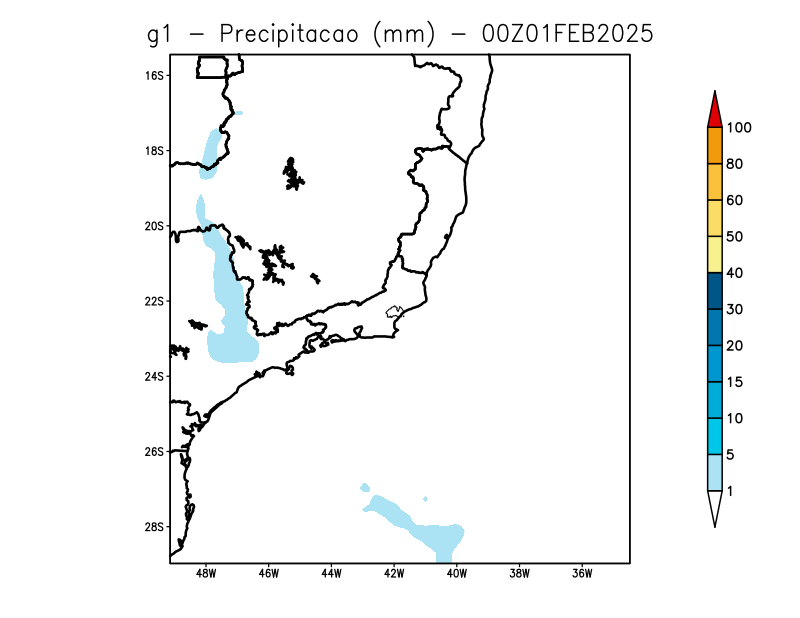 g1 – Precipitacao (mm) – 00Z01FEB2025
16S
18S
20S
22S
24S
26S
28S
48W 46W 44W 42W 40W 38W 36W
100
80
60
50
40
30
20
15
10
5
1